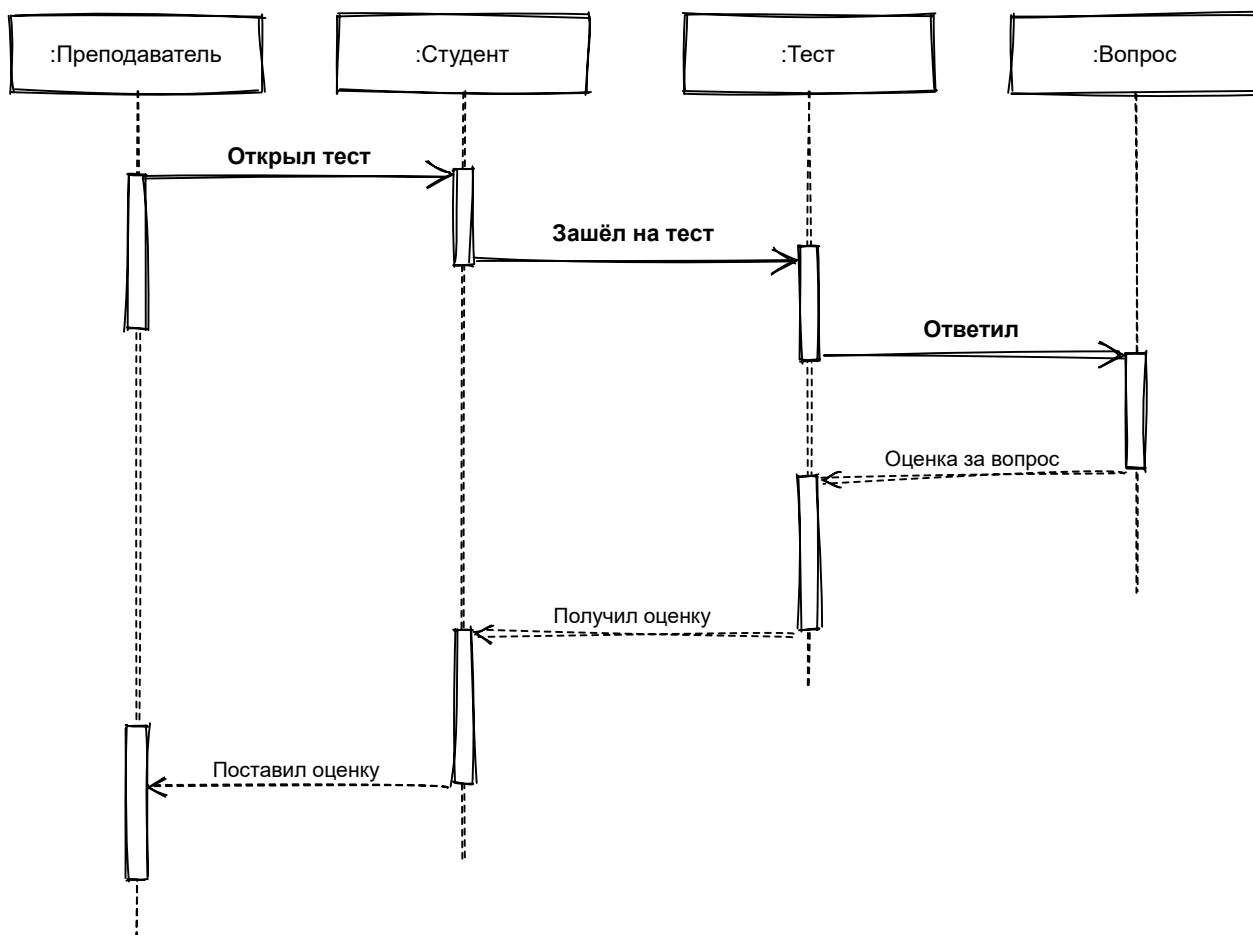 :Преподаватель
:Студент
:Тест
:Вопрос
Открыл тест
Зашёл на тест
Ответил
Оценка за вопрос
Получил оценку
Поставил оценку